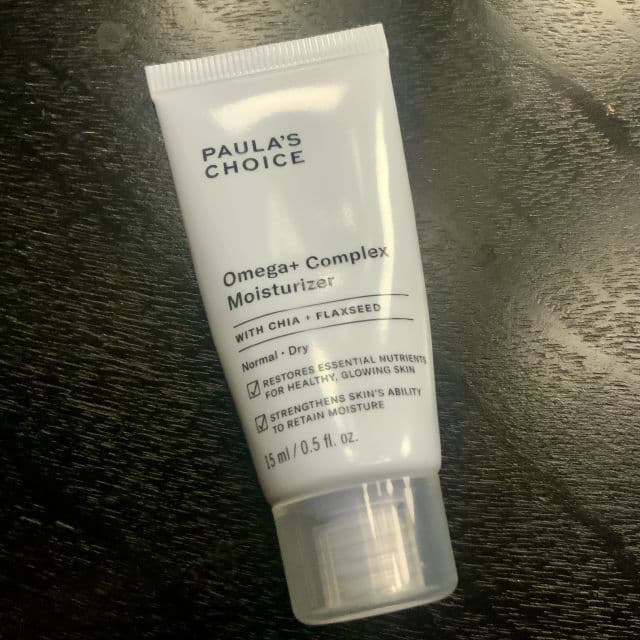 PAULA'S
CHOICE
Omega+ Complex
Moisturizer
WITH CHIA + FLAXSEED
Normal • Dry
RESTORES ESSENTIAL NUTRIENTS
FOR HEALTHY, GLOWING SKIN
STRENGTHENS SKIN'S ABILITY
TO RETAIN MOISTURE
15 ml / 0.5 fl. oz.